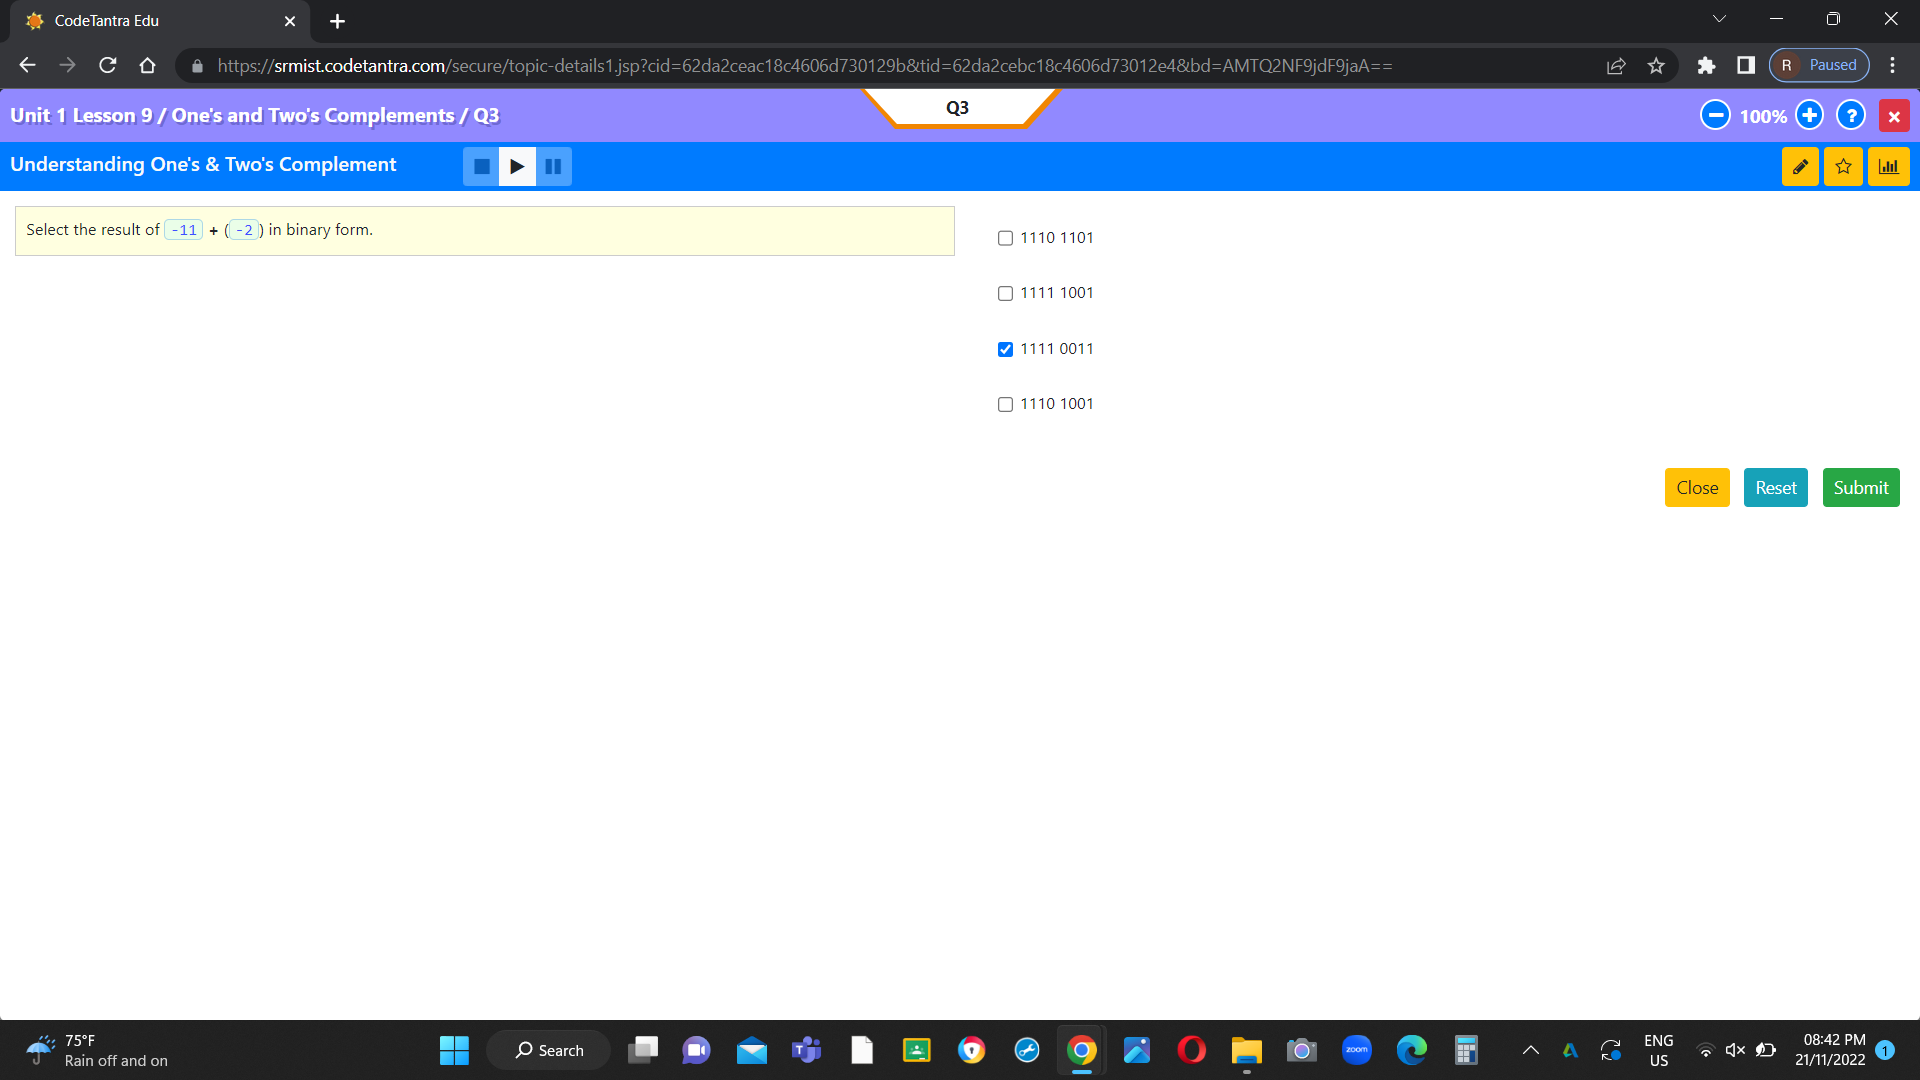 CodeTantra Edu
https://srmist.codetantra.com/secure/topic-details1.jsp?cid=62da2ceac18c4606d730129b&tid=62da2cebc18c4606d73012e4&bd=AMTQ2NF9jdF9jaA==
R Paused
Unit 1 Lesson 9 / One's and Two's Complements / Q3
Q3
100%
?
Understanding One's & Two's Complement
Select the result of -11 + (-2) in binary form.
1110 1101
1111 1001
1111 0011
1110 1001
Close Reset Submit
75°F
Rain off and on
Search
zoom
ENG
US
08:42 PM
21/11/2022
1